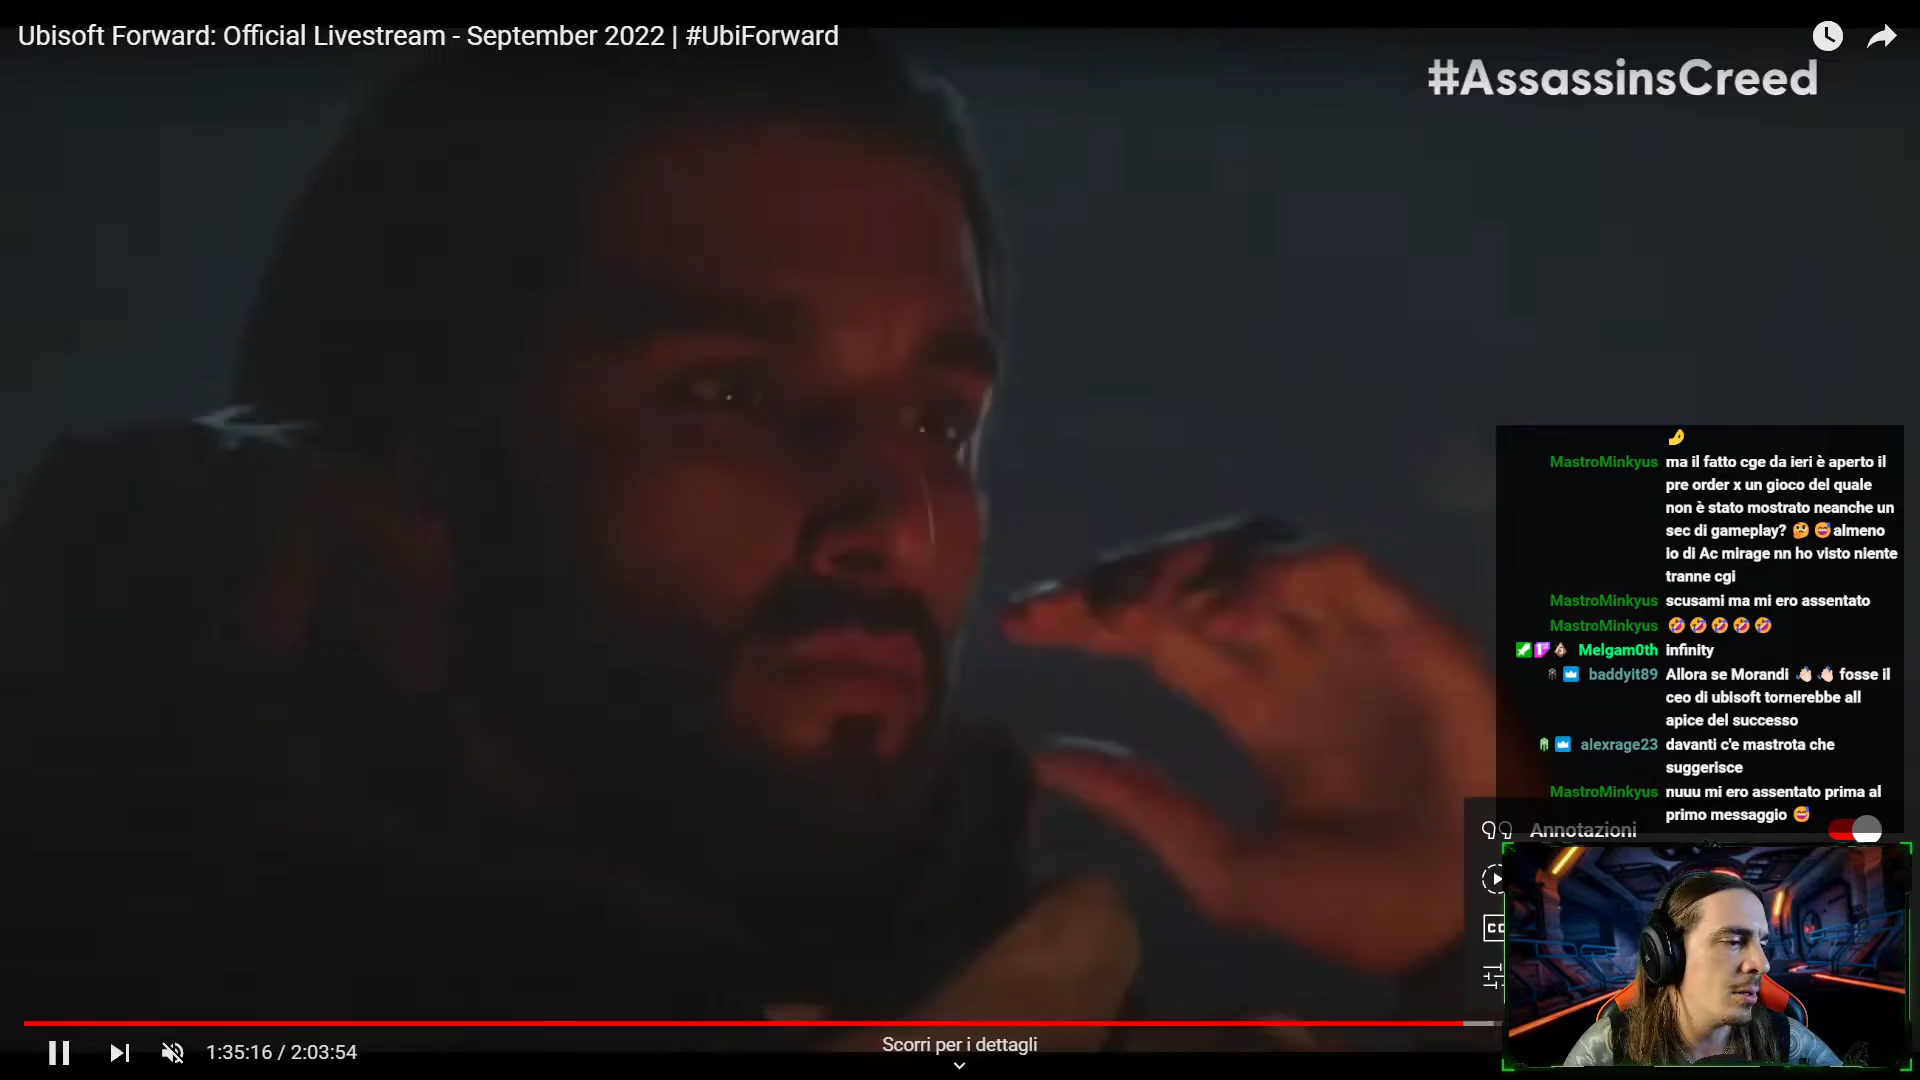 Ubisoft Forward: Official Livestream - September 2022 | #UbiForward
#AssassinsCreed
MastroMinkyus ma il fatto cge da ieri è aperto il
pre order x un gioco del quale
non è stato mostrato neanche un
sec di gameplay? 🤔 😅almeno
Io di Ac mirage nn ho visto niente
tranne cgi
MastroMinkyus scusami ma mi ero assentato
MastroMinkyus 🤣 🤣 🤣 🤣 🤣
Melgam0th infinity
baddyit89 Allora se Morandi 👋🏻 👋🏻 fosse il
ceo di ubisoft tornerebbe all
apice del successo
alexrage23 davanti c'e mastrota che
suggerisce
MastroMinkyus nuuu mi ero assentato prima al
primo messaggio 😅
Annotazioni
CC
1:35:16 / 2:03:54
Scorri per i dettagli